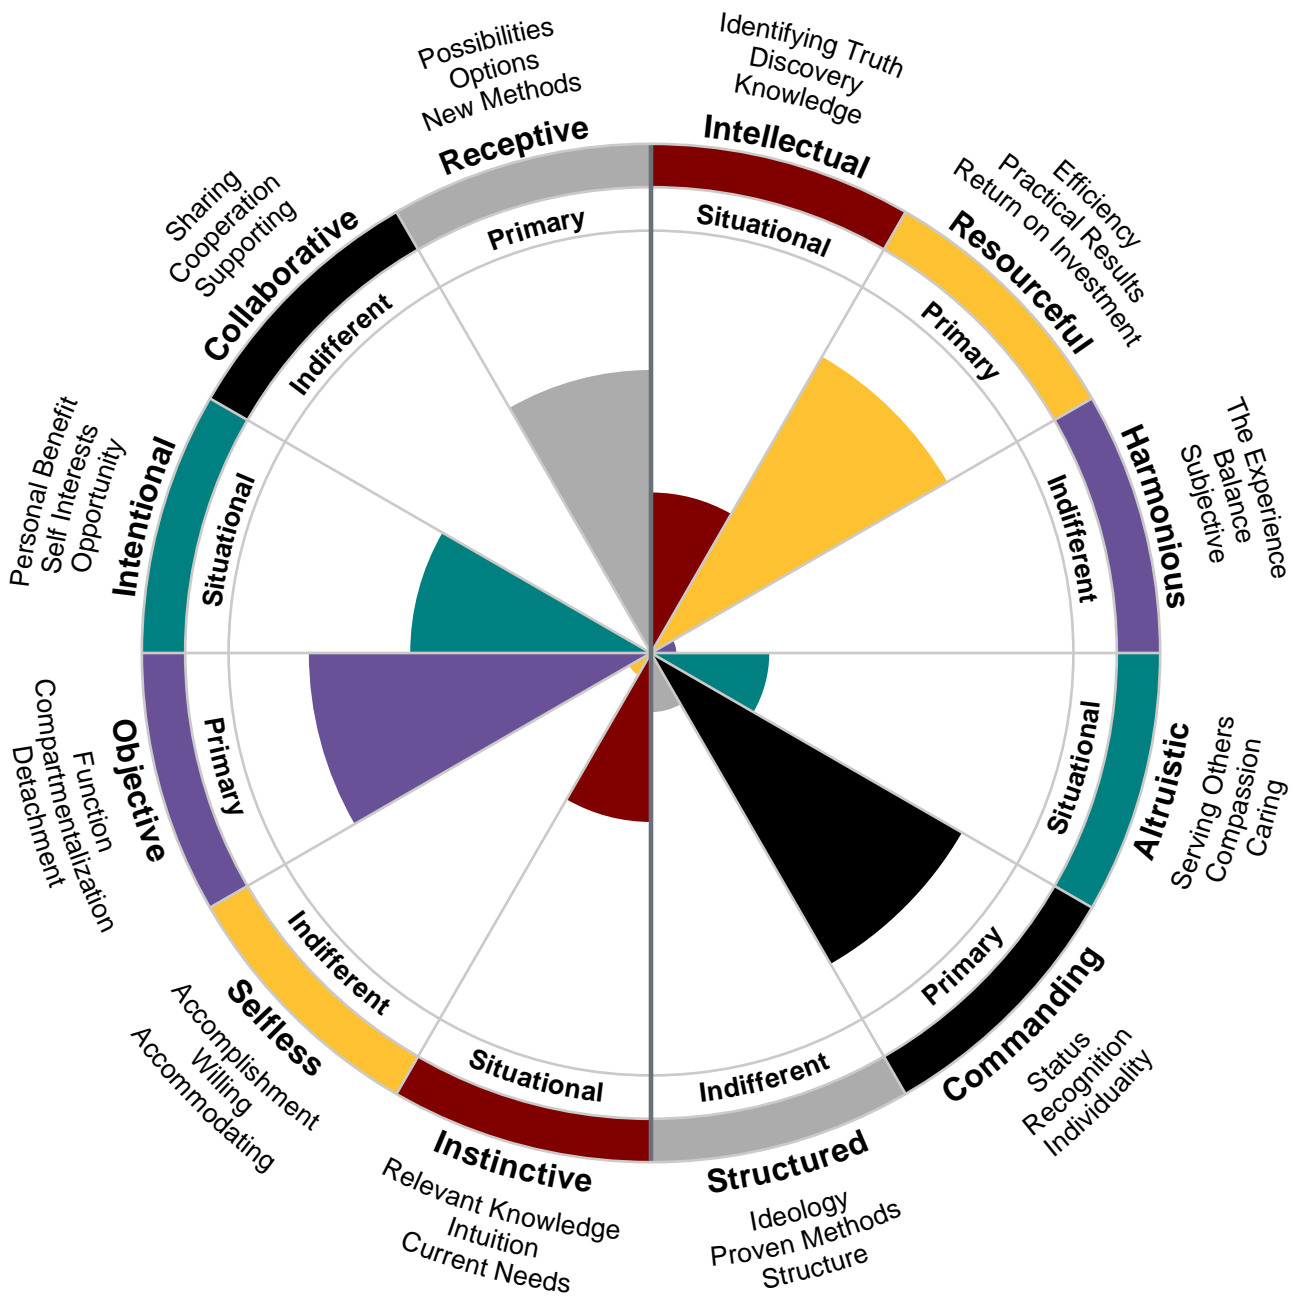 Identifying Truth
Discovery
Knowledge
Intellectual
Situational
Efficiency
Practical Results
Return on Investment
Resourceful
Primary
The Experience
Balance
Subjective
Harmonious
Indifferent
Altruistic
Serving Others
Compassion
Caring
Situational
Commanding
Status
Recognition
Individuality
Primary
Indifferent
Structured
Ideology
Proven Methods
Structure
Situational
Instinctive
Relevant Knowledge
Intuition
Current Needs
Indifferent
Selfless
Accomplishment
Willing
Accommodating
Primary
Objective
Function
Compartmentalization
Detachment
Personal Benefit
Self Interests
Opportunity
Intentional
Situational
Sharing
Cooperation
Supporting
Collaborative
Indifferent
Possibilities
Options
New Methods
Receptive
Primary